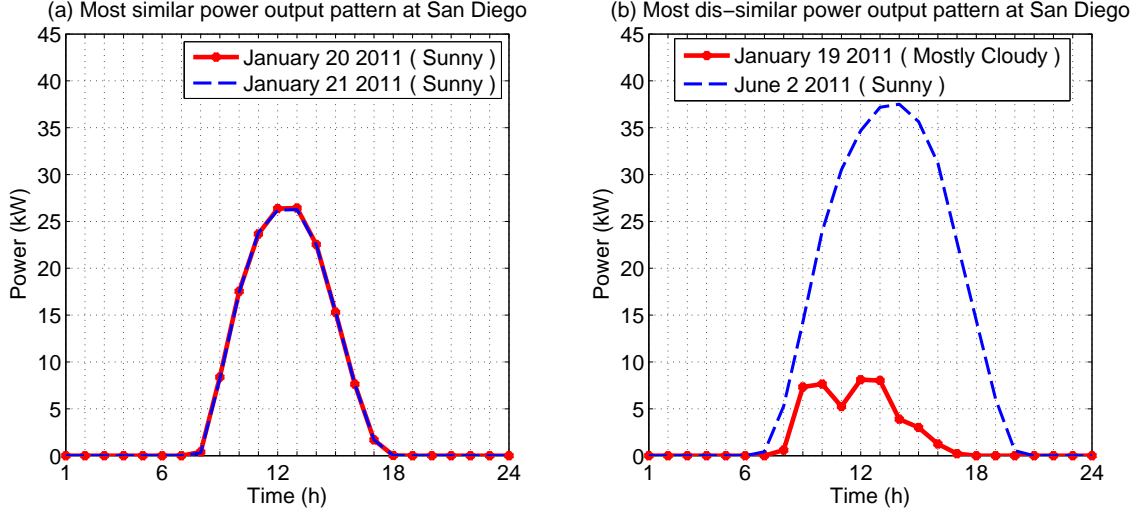 (a) Most similar power output pattern at San Diego
45
40
35
30
25
20
15
10
5
0
Power (kW)
January 20 2011 ( Sunny )
January 21 2011 ( Sunny )
1 6 12 18 24
Time (h)
(b) Most dis−similar power output pattern at San Diego
45
40
35
30
25
20
15
10
5
0
Power (kW)
January 19 2011 ( Mostly Cloudy )
June 2 2011 ( Sunny )
1 6 12 18 24
Time (h)